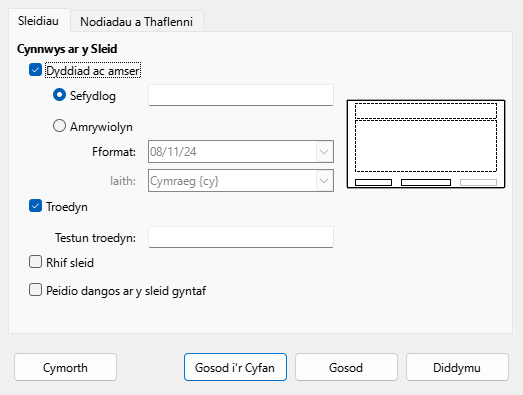 Sleidiau Nodiadau a Thaflenni
Cynnwys ar y Sleid
Dyddiad ac amser
Sefydlog
Amrywiolyn
Fformat: 08/11/24
Iaith: Cymraeg {cy}
Troedyn
Testun troedyn:
Rhif sleid
Peidio dangos ar y sleid gyntaf
Cymorth Gosod i'r Cyfan Gosod Diddymu